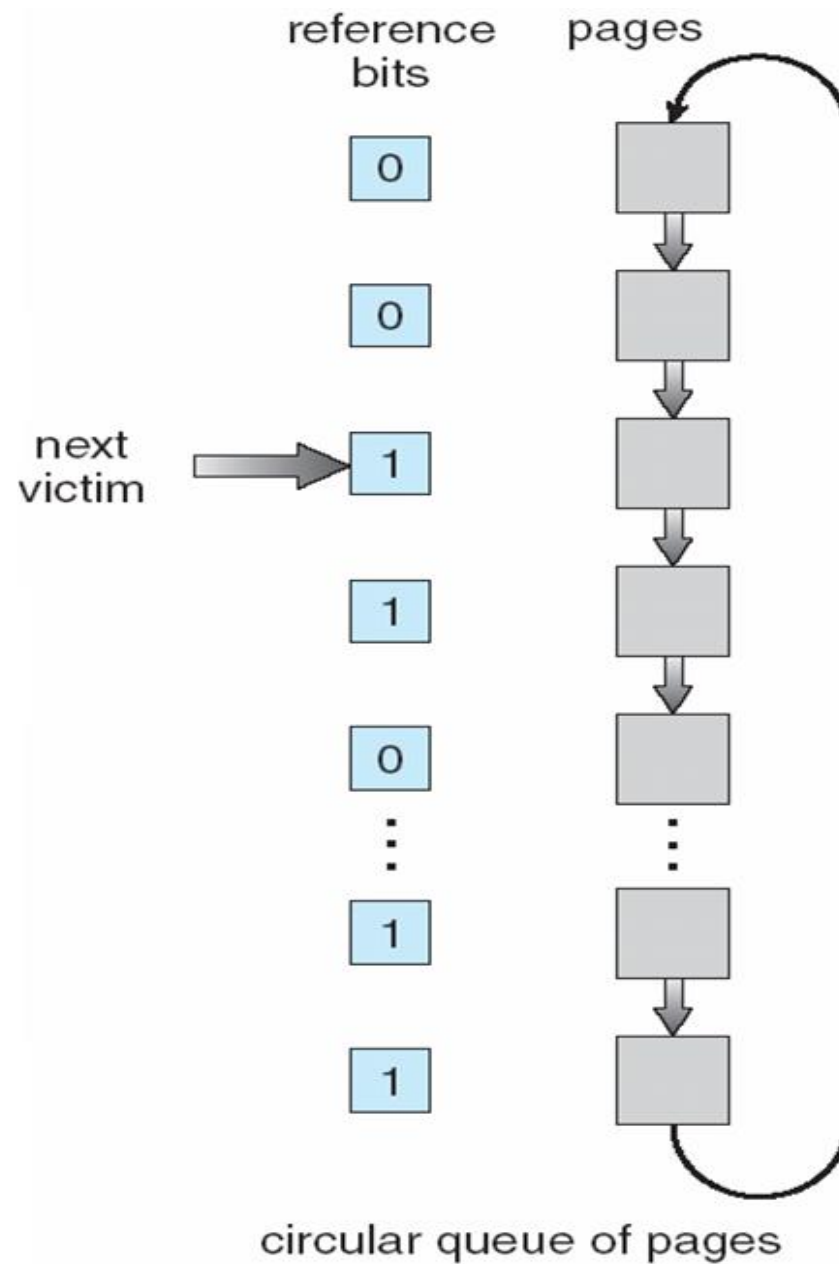 reference
bits
pages
0
0
next
victim
1
1
0
1
1
circular queue of pages